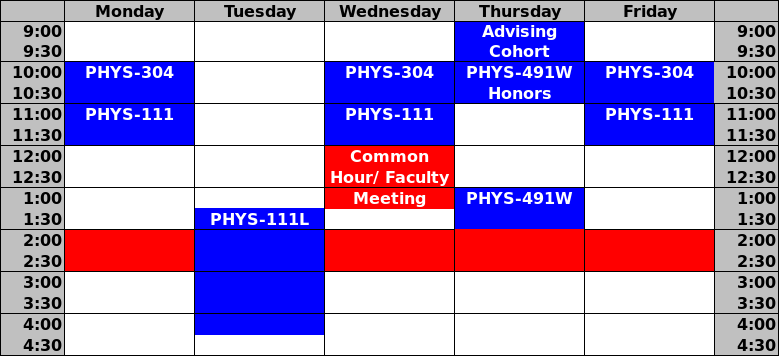 Monday Tuesday Wednesday Thursday Friday
9:00 Advising 9:00
9:30 Cohort 9:30
10:00 PHYS-304 PHYS-304 PHYS-491W PHYS-304 10:00
10:30 Honors 10:30
11:00 PHYS-111 PHYS-111 PHYS-111 11:00
11:30 11:30
12:00 Common 12:00
12:30 Hour/ Faculty 12:30
1:00 Meeting PHYS-491W 1:00
1:30 PHYS-111L 1:30
2:00 2:00
2:30 2:30
3:00 3:00
3:30 3:30
4:00 4:00
4:30 4:30